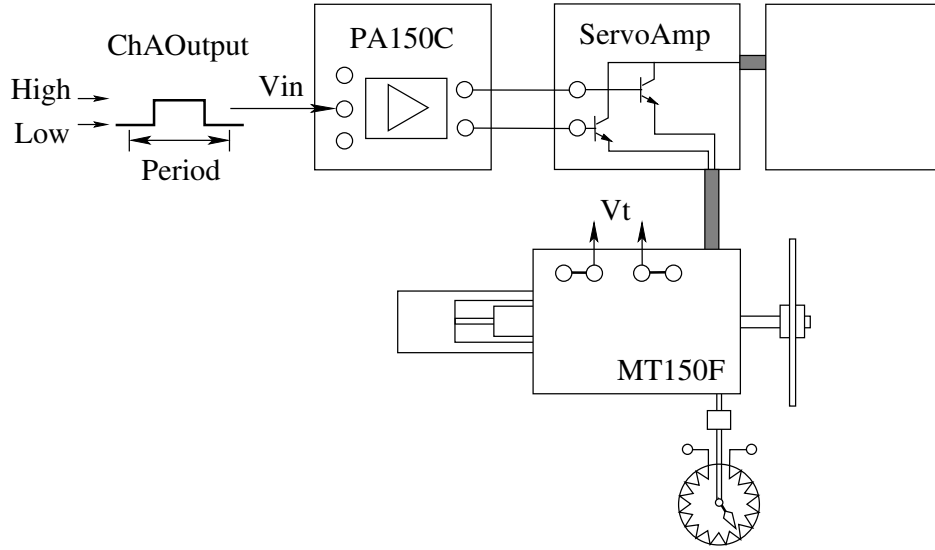 ChAOutput
High
Low
Period
Vin
PA150C
ServoAmp
Vt
MT150F